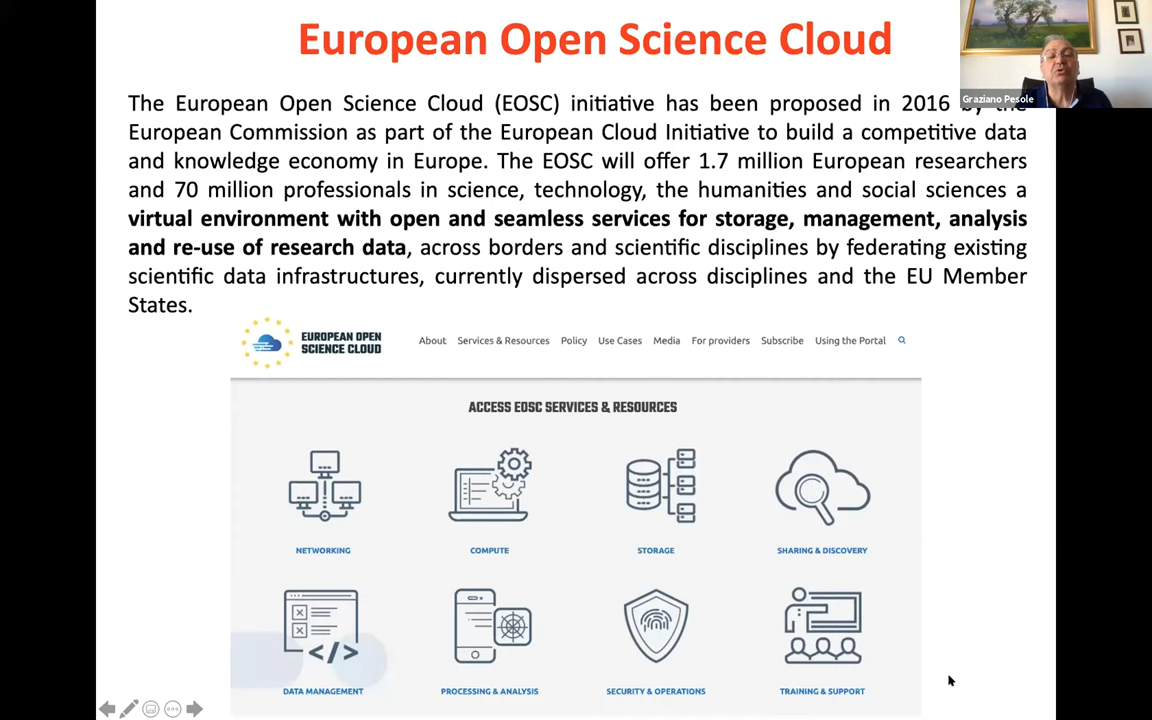 European Open Science Cloud
Graziano Pesole
The European Open Science Cloud (EOSC) initiative has been proposed in 2016 by the
European Commission as part of the European Cloud Initiative to build a competitive data
and knowledge economy in Europe. The EOSC will offer 1.7 million European researchers
and 70 million professionals in science, technology, the humanities and social sciences a
virtual environment with open and seamless services for storage, management, analysis
and re-use of research data, across borders and scientific disciplines by federating existing
scientific data infrastructures, currently dispersed across disciplines and the EU Member
States.
EUROPEAN OPEN
SCIENCE CLOUD
About Services & Resources Policy Use Cases Media For providers Subscribe Using the Portal
ACCESS EOSC SERVICES & RESOURCES
NETWORKING COMPUTE STORAGE SHARING & DISCOVERY
DATA MANAGEMENT PROCESSING & ANALYSIS SECURITY & OPERATIONS TRAINING & SUPPORT